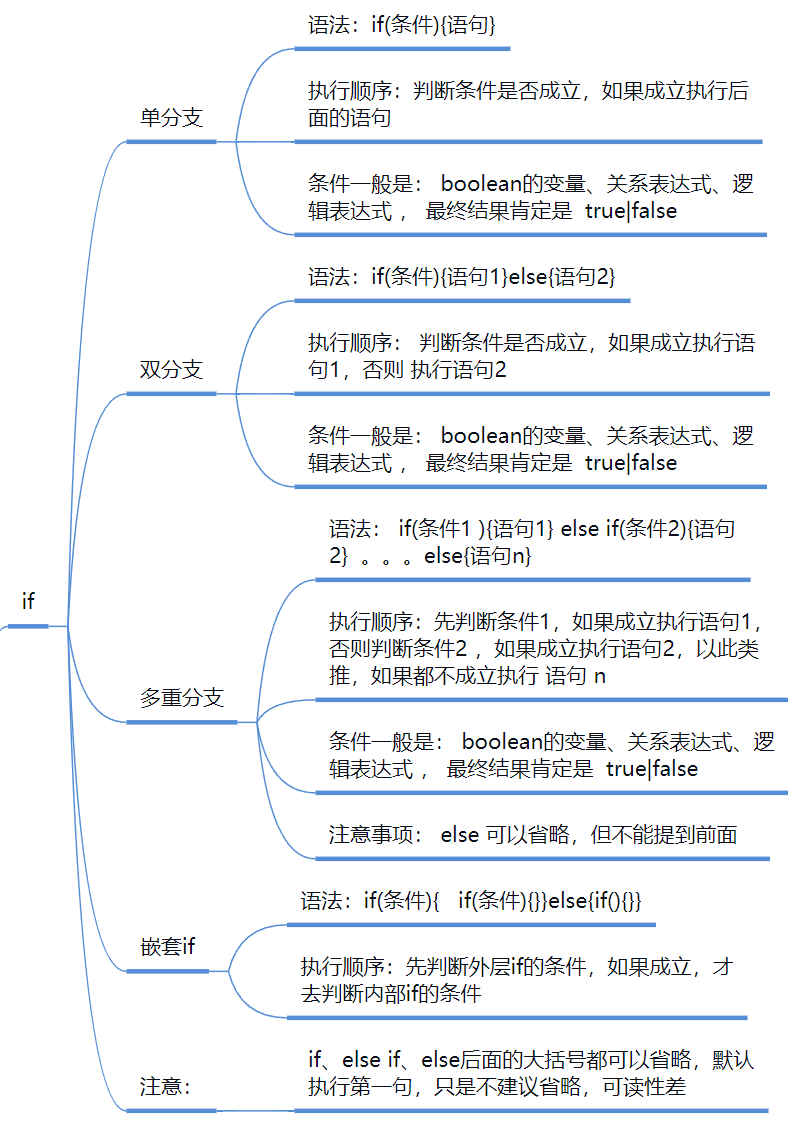 if
单分支
语法：if(条件){语句}
执行顺序：判断条件是否成立，如果成立执行后
面的语句
条件一般是： boolean的变量、关系表达式、逻
辑表达式 ， 最终结果肯定是  true|false
双分支
语法：if(条件){语句1}else{语句2}
执行顺序： 判断条件是否成立，如果成立执行语
句1，否则 执行语句2
条件一般是： boolean的变量、关系表达式、逻
辑表达式 ， 最终结果肯定是  true|false
多重分支
语法： if(条件1 ){语句1} else if(条件2){语句
2} 。。。else{语句n}
执行顺序：先判断条件1，如果成立执行语句1，
否则判断条件2 ，如果成立执行语句2，以此类
推，如果都不成立执行 语句 n
条件一般是： boolean的变量、关系表达式、逻
辑表达式 ， 最终结果肯定是  true|false
注意事项： else 可以省略，但不能提到前面
嵌套if
语法：if(条件){   if(条件){}}else{if(){}}
执行顺序：先判断外层if的条件，如果成立，才
去判断内部if的条件
注意：
if、else if、else后面的大括号都可以省略，默认
执行第一句，只是不建议省略，可读性差